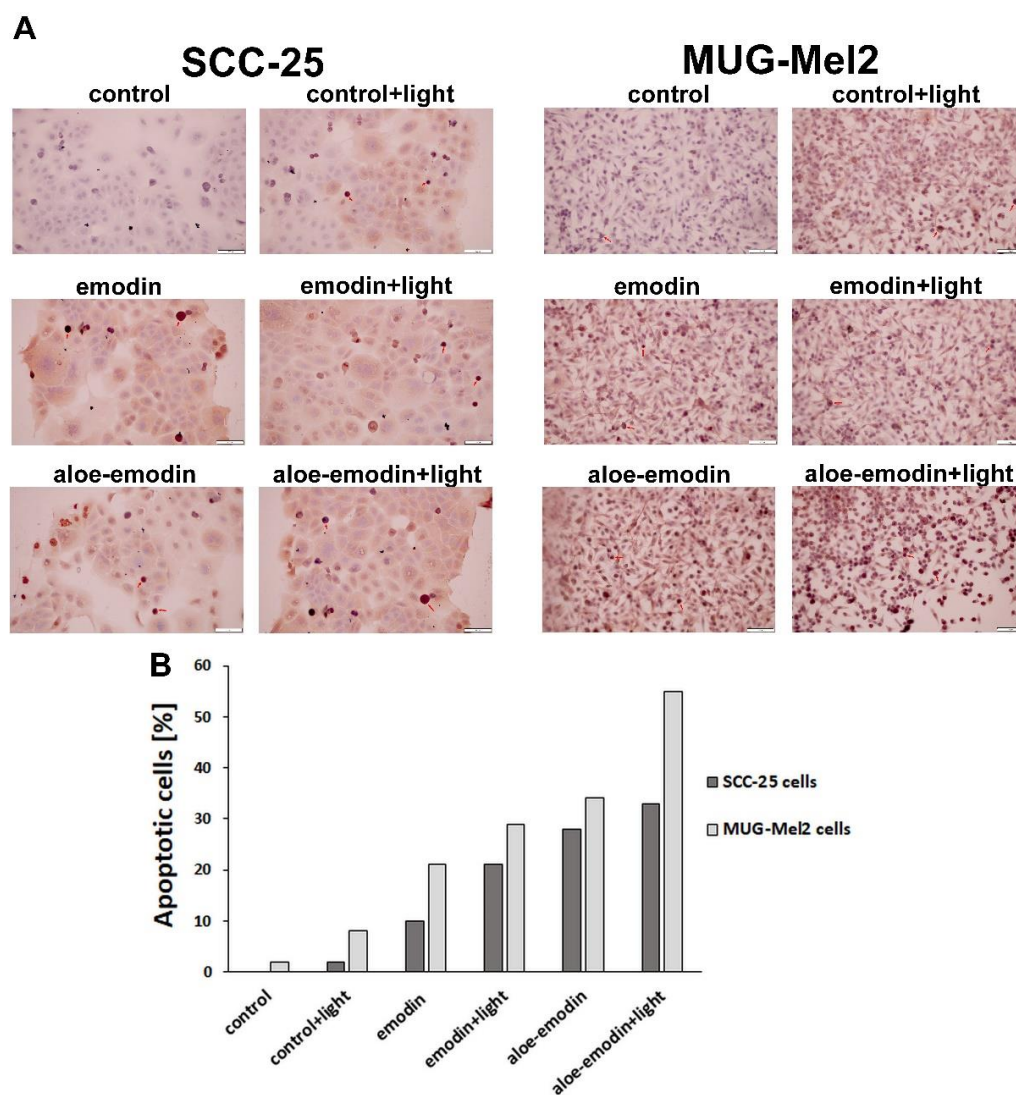 A
SCC-25 MUG-Mel2
control control+light control control+light
emodin emodin+light emodin emodin+light
aloe-emodin aloe-emodin+light aloe-emodin aloe-emodin+light
B
Apoptotic cells [%]
60
50
40
30
20
10
0
control
control+light
emodin
emodin+light
aloe-emodin
aloe-emodin+light
SCC-25 cells
MUG-Mel2 cells